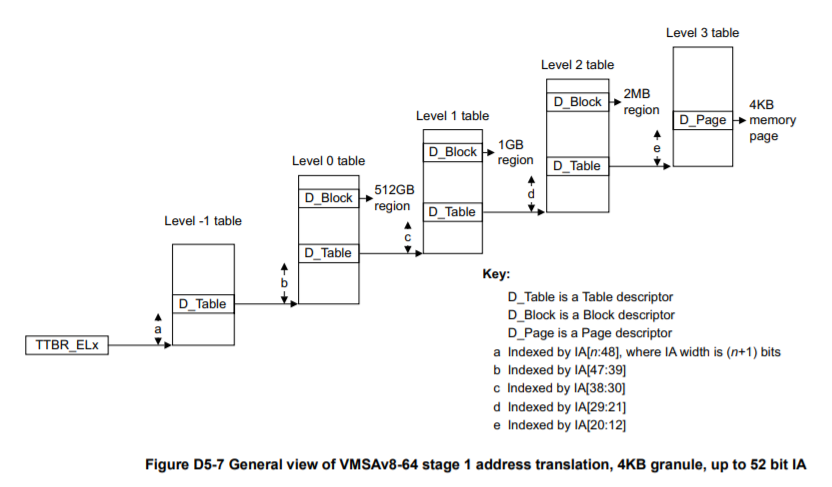 Level 3 table
Level 2 table
D_Block
2MB
region
D_Page
4KB
memory
page
Level 1 table
D_Block
1GB
region
D_Table
e
Level 0 table
D_Block
512GB
region
D_Table
d
Level -1 table
D_Table
c
D_Table
b
TTBR_ELx
a
Key:
D_Table is a Table descriptor
D_Block is a Block descriptor
D_Page is a Page descriptor
a Indexed by IA[n:48], where IA width is (n+1) bits
b Indexed by IA[47:39]
c Indexed by IA[38:30]
d Indexed by IA[29:21]
e Indexed by IA[20:12]
Figure D5-7 General view of VMSAv8-64 stage 1 address translation, 4KB granule, up to 52 bit IA